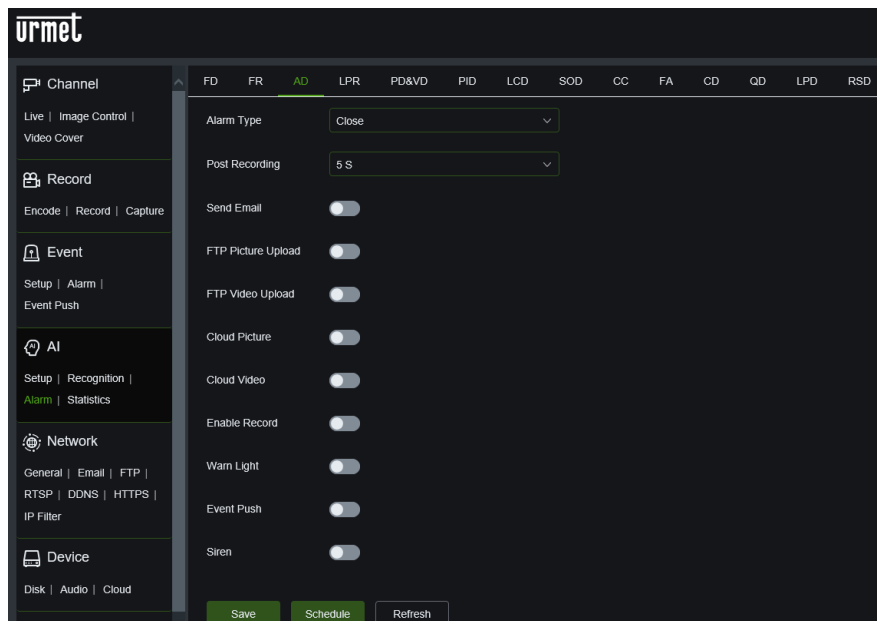 urmet
Channel
Live | Image Control |
Video Cover
Record
Encode | Record | Capture
Event
Setup | Alarm |
Event Push
AI
Setup | Recognition |
Alarm | Statistics
Network
General | Email | FTP |
RTSP | DDNS | HTTPS |
IP Filter
Device
Disk | Audio | Cloud
FD FR AD LPR PD&VD PID LCD SOD CC FA CD QD LPD RSD
Alarm Type Close
Post Recording 5 S
Send Email
FTP Picture Upload
FTP Video Upload
Cloud Picture
Cloud Video
Enable Record
Warn Light
Event Push
Siren
Save Schedule Refresh